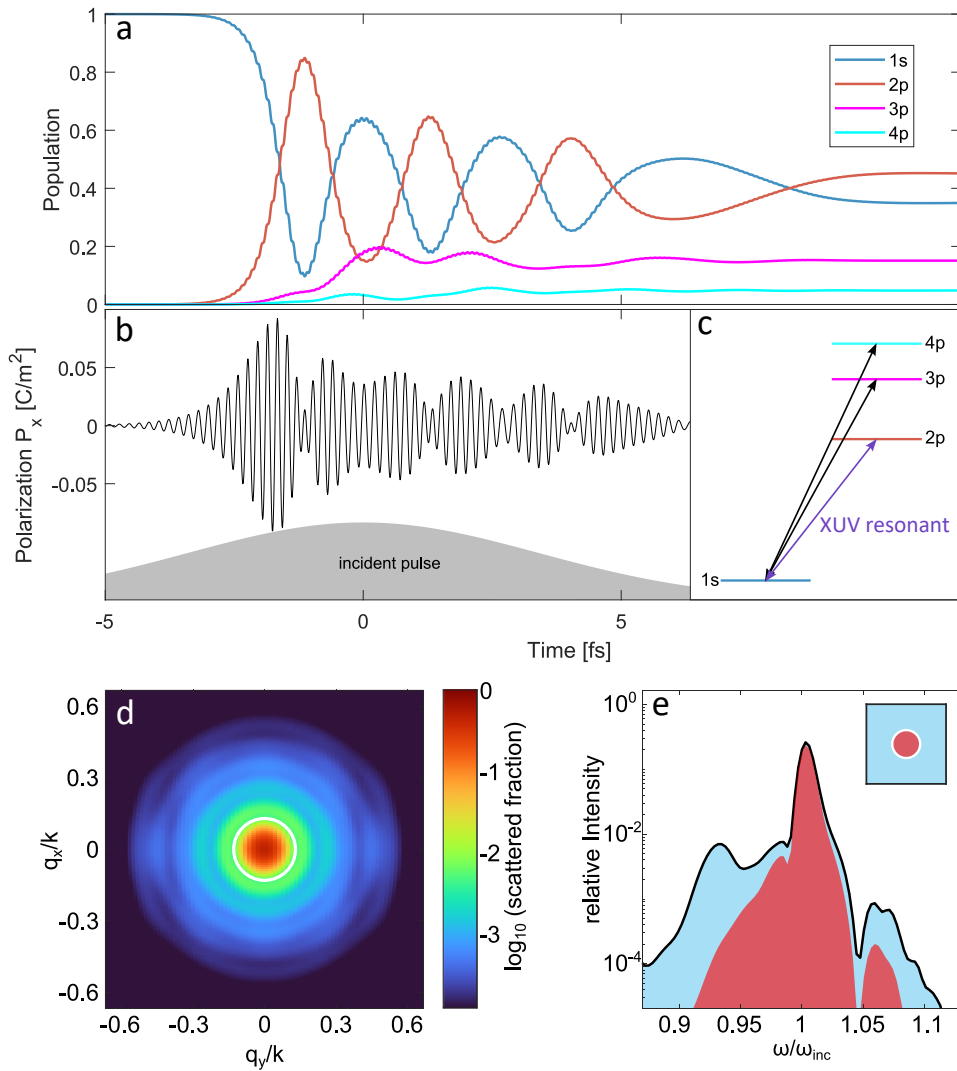 a
1
0.8
0.6
0.4
0.2
0
Population
1s
2p
3p
4p
b
0.05
0
-0.05
Polarization P_x [C/m²]
incident pulse
-5
0
5
Time [fs]
c
4p
3p
2p
XUV resonant
1s
d
0.6
0.3
0
-0.3
-0.6
q_x/k
-0.6
-0.3
0
0.3
0.6
q_y/k
0
-1
-2
-3
log₁₀ (scattered fraction)
e
10⁰
10⁻²
10⁻⁴
relative Intensity
0.9
0.95
1
1.05
1.1
ω/ω_inc